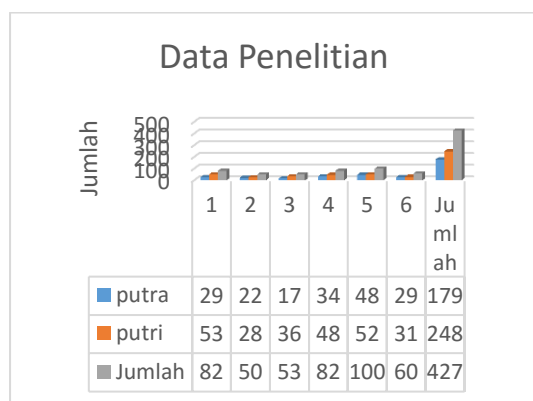 Data Penelitian
Jumlah
500
400
300
200
100
0
1 2 3 4 5 6 Ju
ml
ah
putra 29 22 17 34 48 29 179
putri 53 28 36 48 52 31 248
Jumlah 82 50 53 82 100 60 427